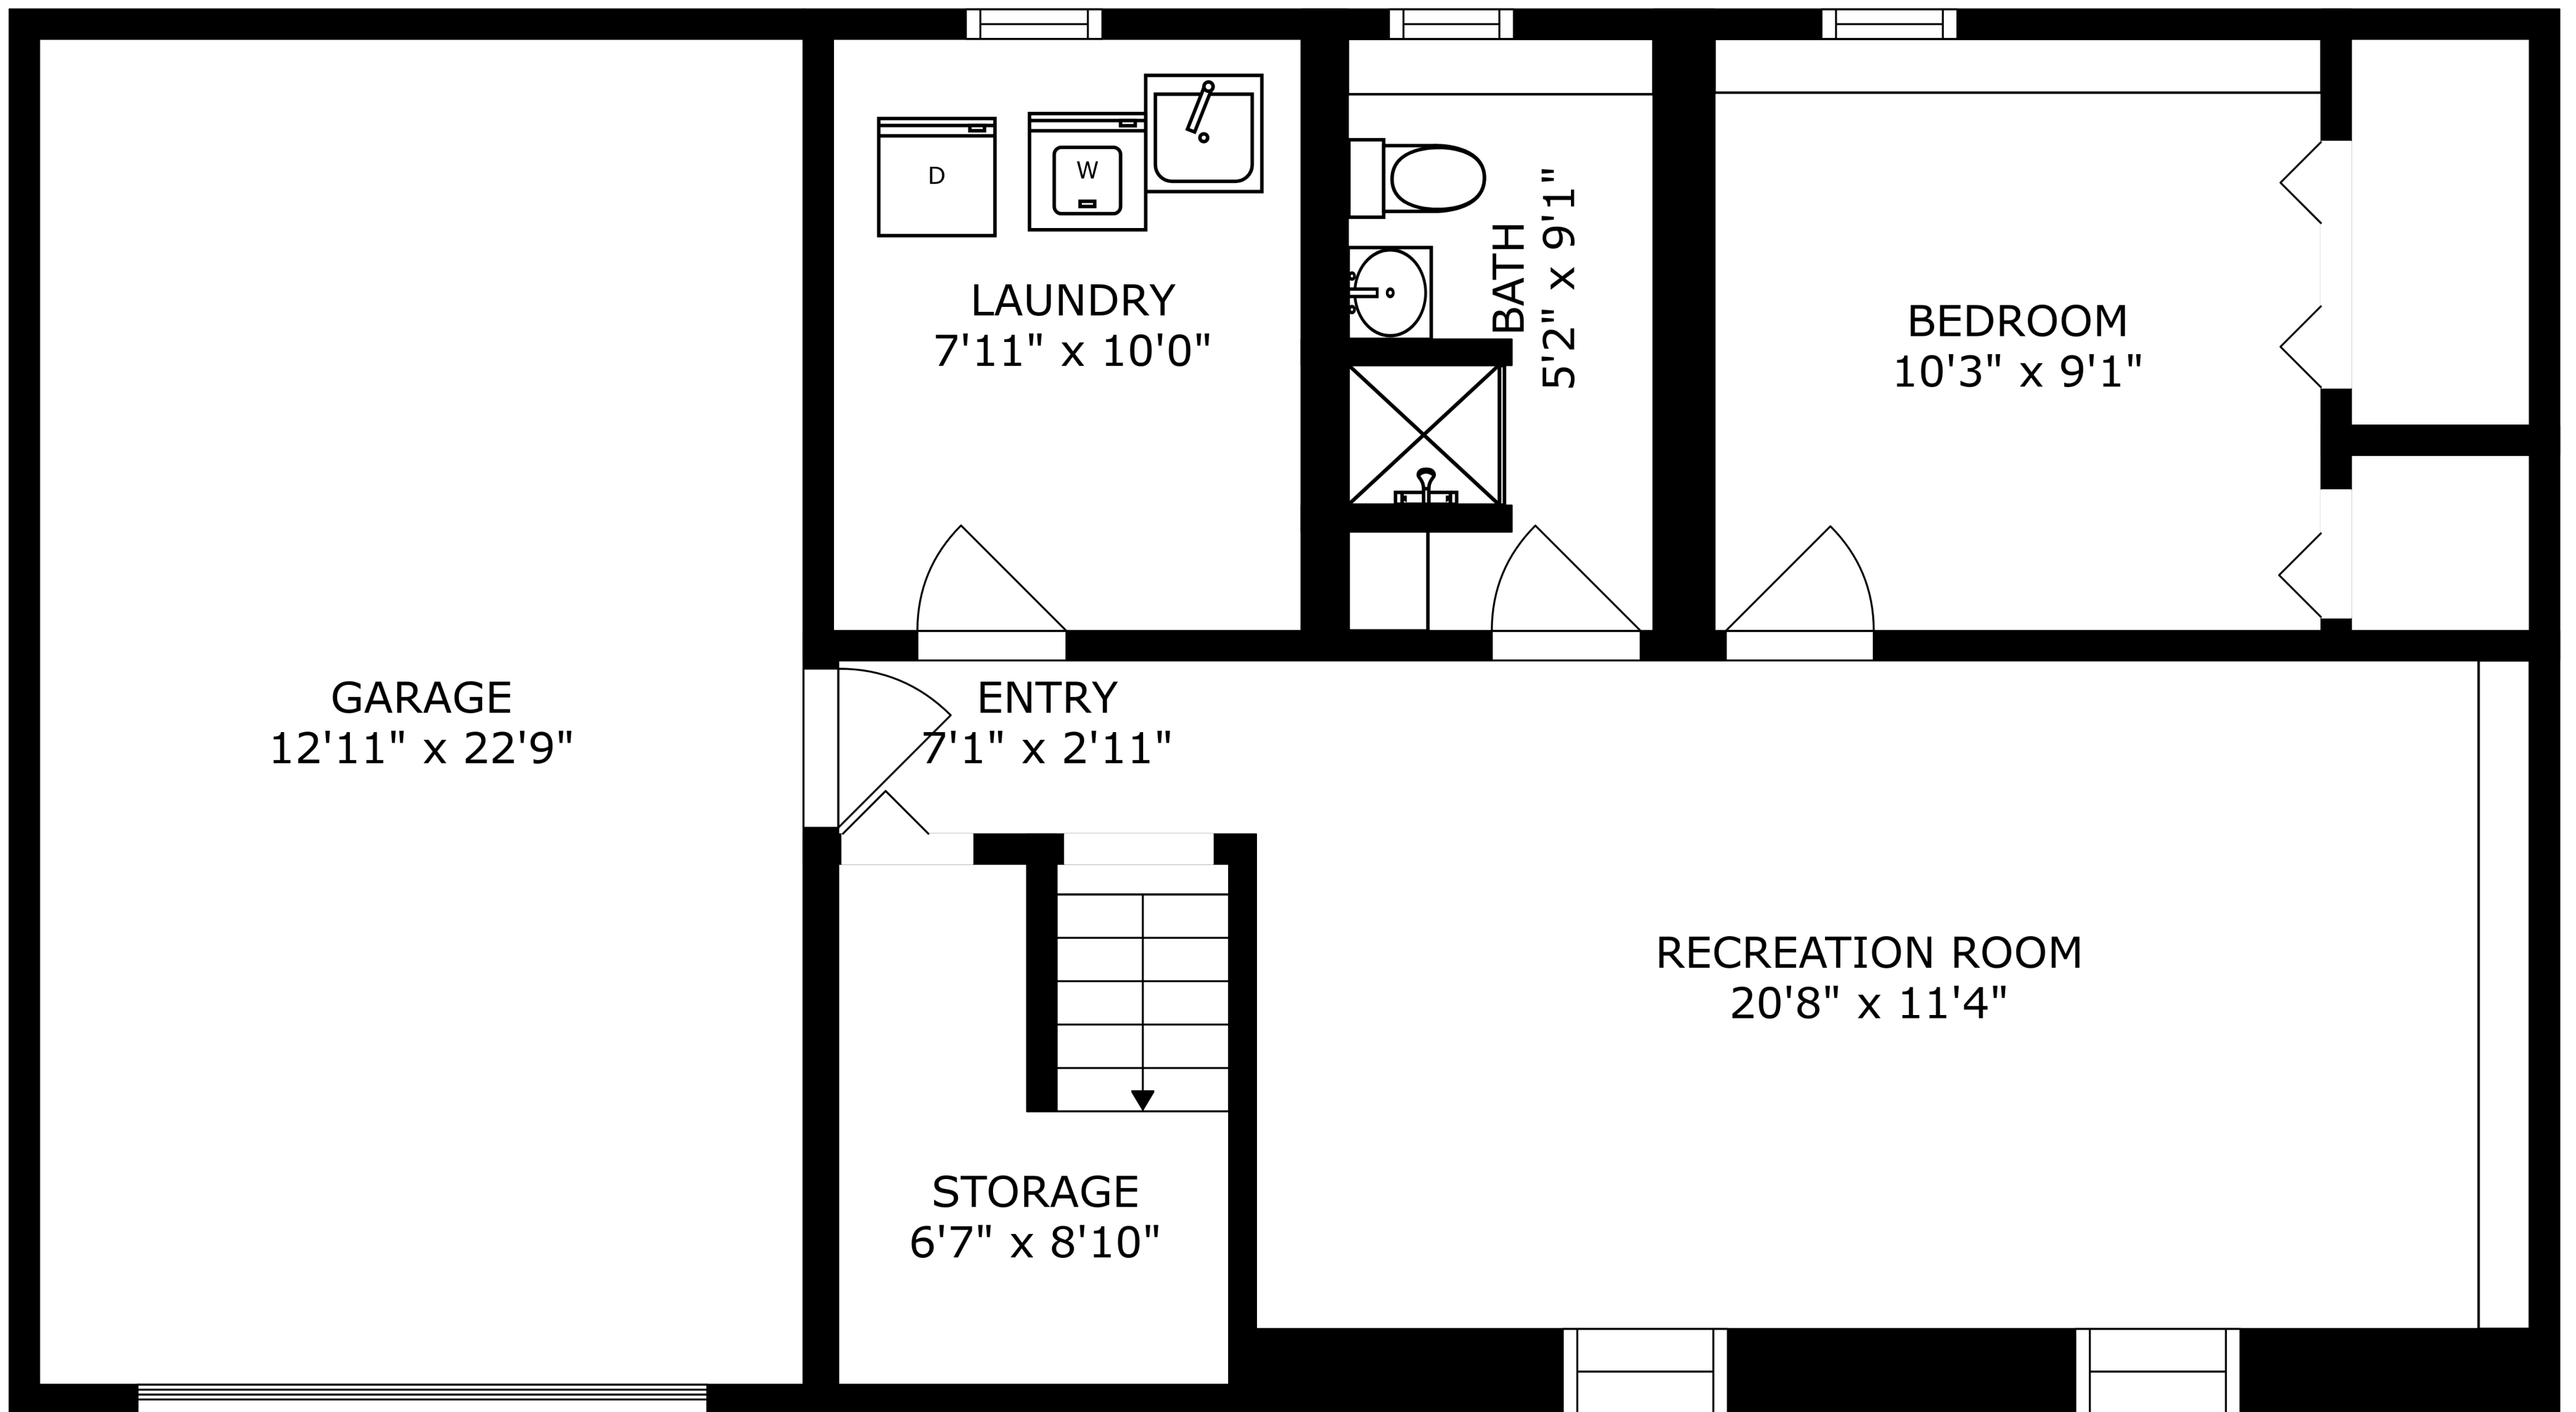 D
W
LAUNDRY
7'11" x 10'0"
BATH
5'2" x 9'1"
BEDROOM
10'3" x 9'1"
GARAGE
12'11" x 22'9"
ENTRY
7'1" x 2'11"
RECREATION ROOM
20'8" x 11'4"
STORAGE
6'7" x 8'10"